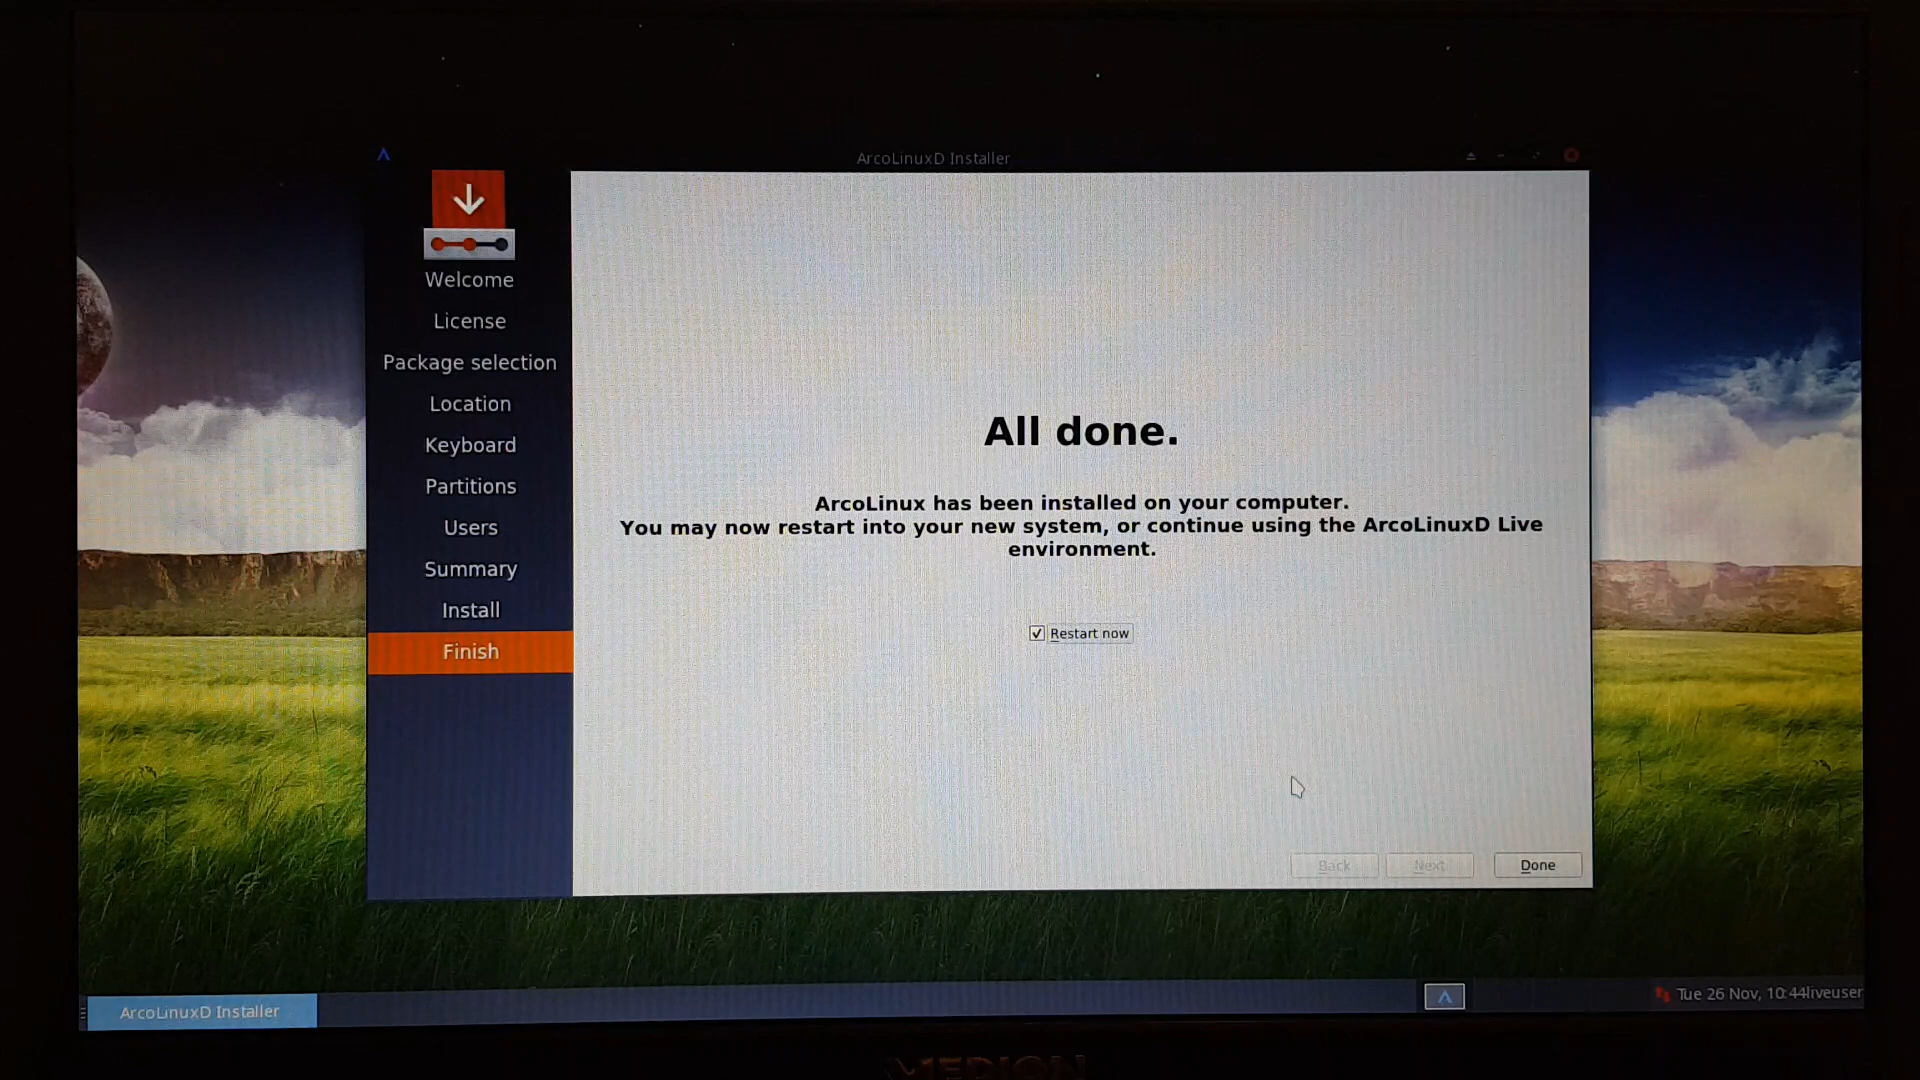 ArcoLinuxD Installer
Welcome
License
Package selection
Location
Keyboard
Partitions
Users
Summary
Install
Finish
All done.
ArcoLinux has been installed on your computer.
You may now restart into your new system, or continue using the ArcoLinuxD Live
environment.
Restart now
Back Next Done
ArcoLinuxD Installer
Tue 26 Nov, 10:44liveuser
MEDION